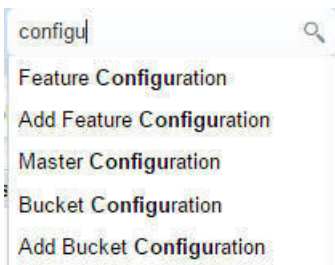 configu
Feature Configuration
Add Feature Configuration
Master Configuration
Bucket Configuration
Add Bucket Configuration